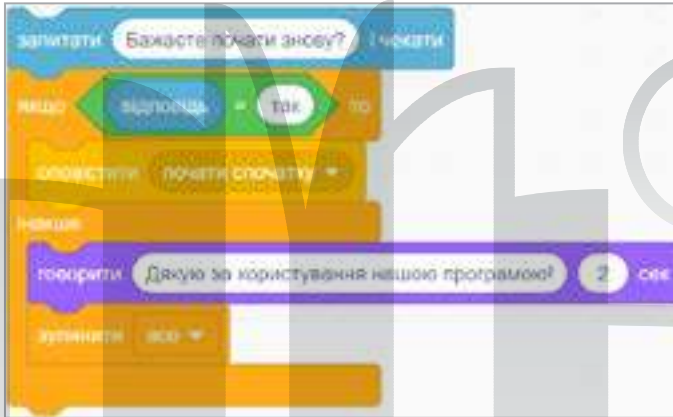 запитати Бажаєте почати знову? і чекати
якщо відповідь = так то
сповістити почати спочатку
інакше
говорити Дякую за користування нашою програмою! 2 сек
зупинити все